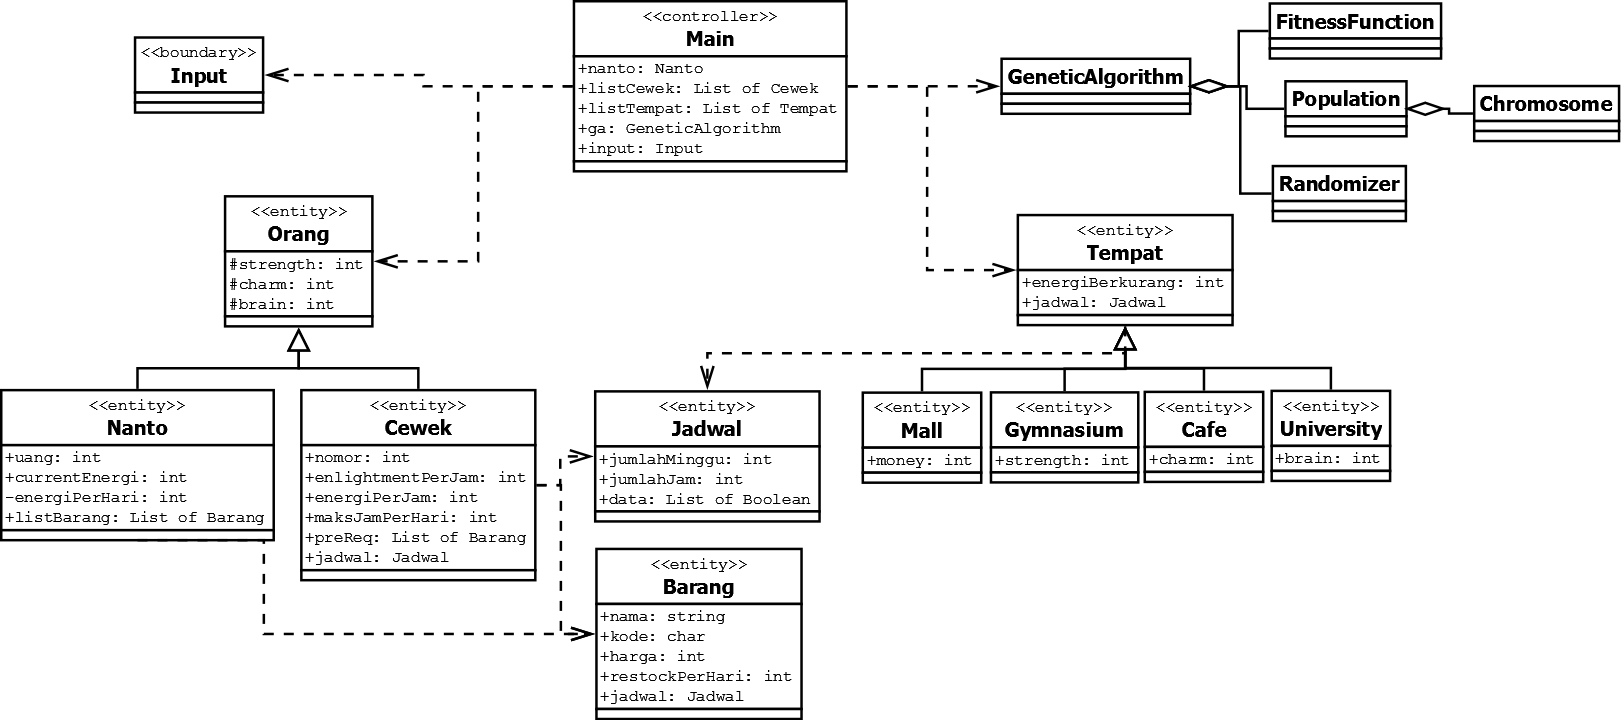 <<controller>>
Main
+nanto: Nanto
+listCewek: List of Cewek
+listTempat: List of Tempat
+ga: GeneticAlgorithm
+input: Input
<<boundary>>
Input
GeneticAlgorithm
FitnessFunction
Population
Chromosome
Randomizer
<<entity>>
Orang
#strength: int
#charm: int
#brain: int
<<entity>>
Tempat
+energiBerkurang: int
+jadwal: Jadwal
<<entity>>
Nanto
+uang: int
+currentEnergi: int
-energiPerHari: int
+listBarang: List of Barang
<<entity>>
Cewek
+nomor: int
+enlightmentPerJam: int
+energiPerJam: int
+maksJamPerHari: int
+preReq: List of Barang
+jadwal: Jadwal
<<entity>>
Jadwal
+jumlahMinggu: int
+jumlahJam: int
+data: List of Boolean
<<entity>>
Mall
+money: int
<<entity>>
Gymnasium
+strength: int
<<entity>>
Cafe
+charm: int
<<entity>>
University
+brain: int
<<entity>>
Barang
+nama: string
+kode: char
+harga: int
+restockPerHari: int
+jadwal: Jadwal